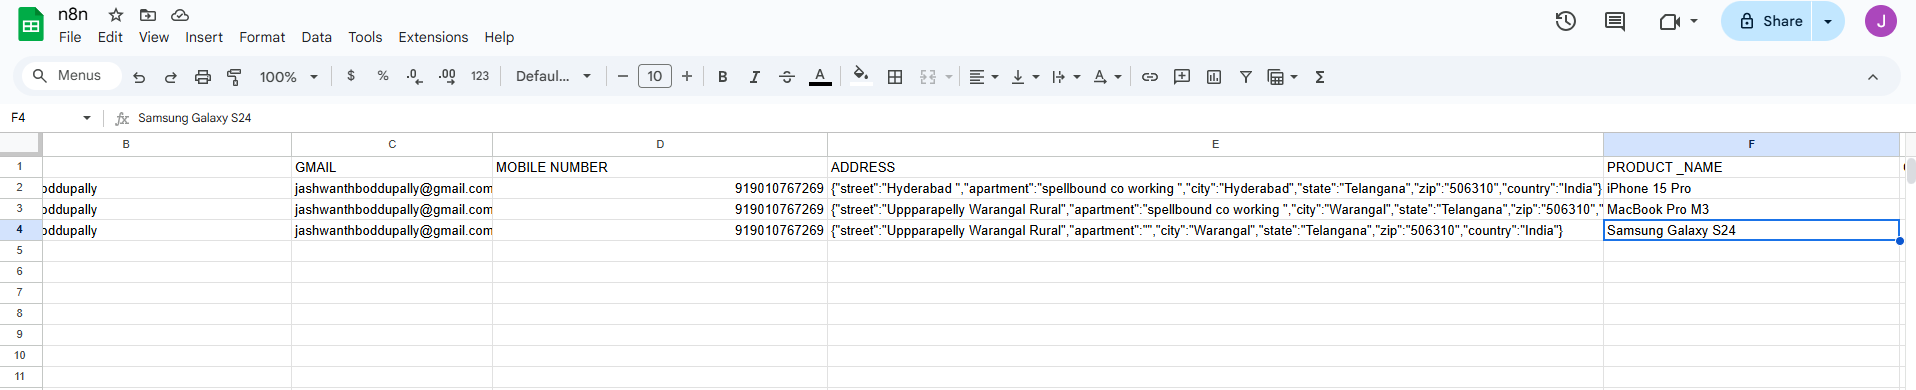 n8n
File Edit View Insert Format Data Tools Extensions Help
Share
J
Menus 100% $ % .0 .00 123 Defaul... 10 B I S A A Σ
F4 fx Samsung Galaxy S24
B C D E F
1 GMAIL MOBILE NUMBER ADDRESS PRODUCT _NAME
2 oddupally jashwanthboddupally@gmail.com 919010767269 {"street":"Hyderabad ","apartment":"spellbound co working ","city":"Hyderabad","state":"Telangana","zip":"506310","country":"India"} iPhone 15 Pro
3 oddupally jashwanthboddupally@gmail.com 919010767269 {"street":"Uppparapelly Warangal Rural","apartment":"spellbound co working ","city":"Warangal","state":"Telangana","zip":"506310"," MacBook Pro M3
4 oddupally jashwanthboddupally@gmail.com 919010767269 {"street":"Uppparapelly Warangal Rural","apartment":"","city":"Warangal","state":"Telangana","zip":"506310","country":"India"} Samsung Galaxy S24
5
6
7
8
9
10
11